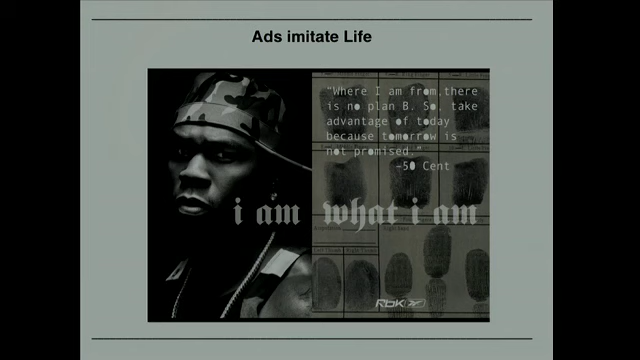 Ads imitate Life
"Where I am from,there
is no plan B. So, take
advantage of today
because tomorrow is
not promised."
-50 Cent
i am what i am
Rbk